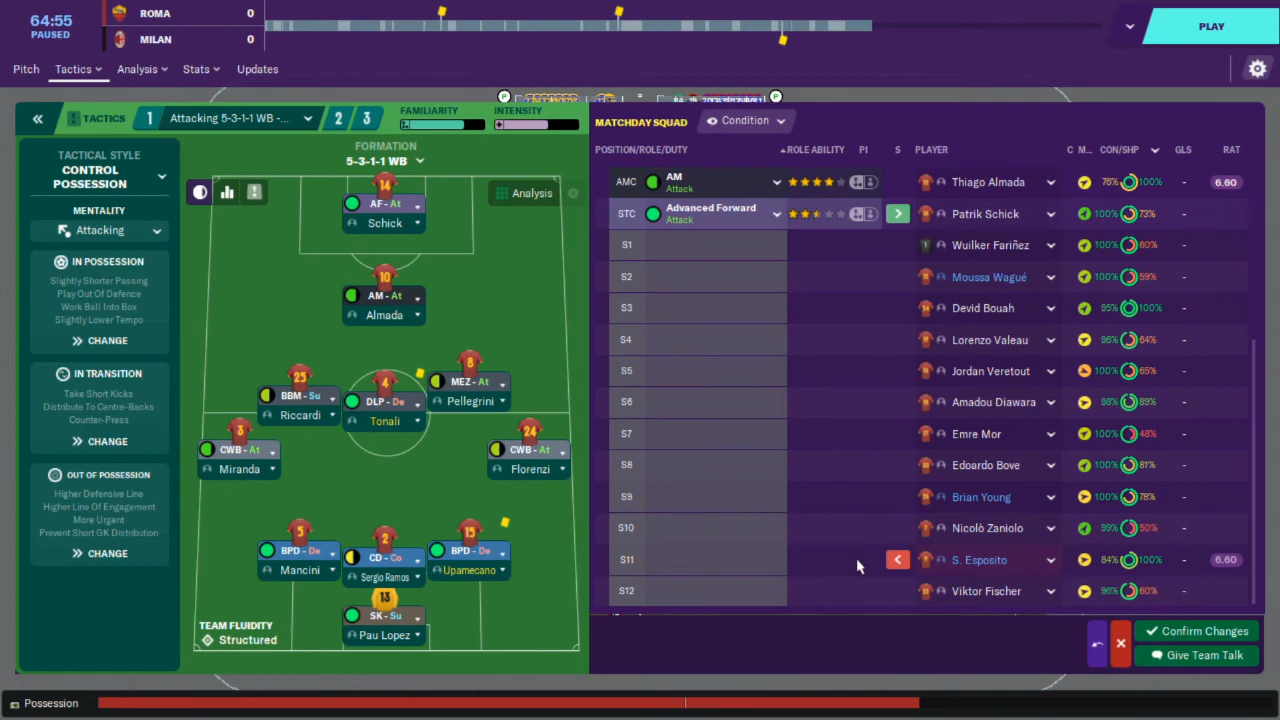 64:55
PAUSED
ROMA 0
MILAN 0
PLAY
Pitch Tactics Analysis Stats Updates
TACTICS 1 Attacking 5-3-1-1 WB -... 2 3
FAMILIARITY
INTENSITY
TACTICAL STYLE
CONTROL
POSSESSION
MENTALITY
Attacking
IN POSSESSION
Slightly Shorter Passing
Play Out Of Defence
Work Ball Into Box
Slightly Lower Tempo
CHANGE
IN TRANSITION
Take Short Kicks
Distribute To Centre-Backs
Counter-Press
CHANGE
OUT OF POSSESSION
Higher Defensive Line
Higher Line Of Engagement
More Urgent
Prevent Short GK Distribution
CHANGE
FORMATION
5-3-1-1 WB
Analysis
14
AF - At
Schick
10
AM - At
Almada
25
BBM - Su
Riccardi
4
DLP - De
Tonali
8
MEZ - At
Pellegrini
3
CWB - At
Miranda
24
CWB - At
Florenzi
5
BPD - De
Mancini
2
CD - Co
Sergio Ramos
15
BPD - De
Upamecano
13
SK - Su
Pau Lopez
TEAM FLUIDITY
Structured
MATCHDAY SQUAD Condition
POSITION/ROLE/DUTY ROLE ABILITY PI S PLAYER C M... CON/SHP GLS RAT
AMC AM Attack Thiago Almada 76% 100% - 6.60
STC Advanced Forward Attack Patrik Schick 100% 73% -
S1 Wuilker Fariñez 100% 60% -
S2 Moussa Wagué 100% 59% -
S3 Devid Bouah 95% 100% -
S4 Lorenzo Valeau 96% 64% -
S5 Jordan Veretout 100% 65% -
S6 Amadou Diawara 98% 89% -
S7 Emre Mor 100% 48% -
S8 Edoardo Bove 100% 81% -
S9 Brian Young 100% 78% -
S10 Nicolò Zaniolo 99% 50% -
S11 S. Esposito 84% 100% - 6.60
S12 Viktor Fischer 96% 60% -
Confirm Changes
Give Team Talk
Possession